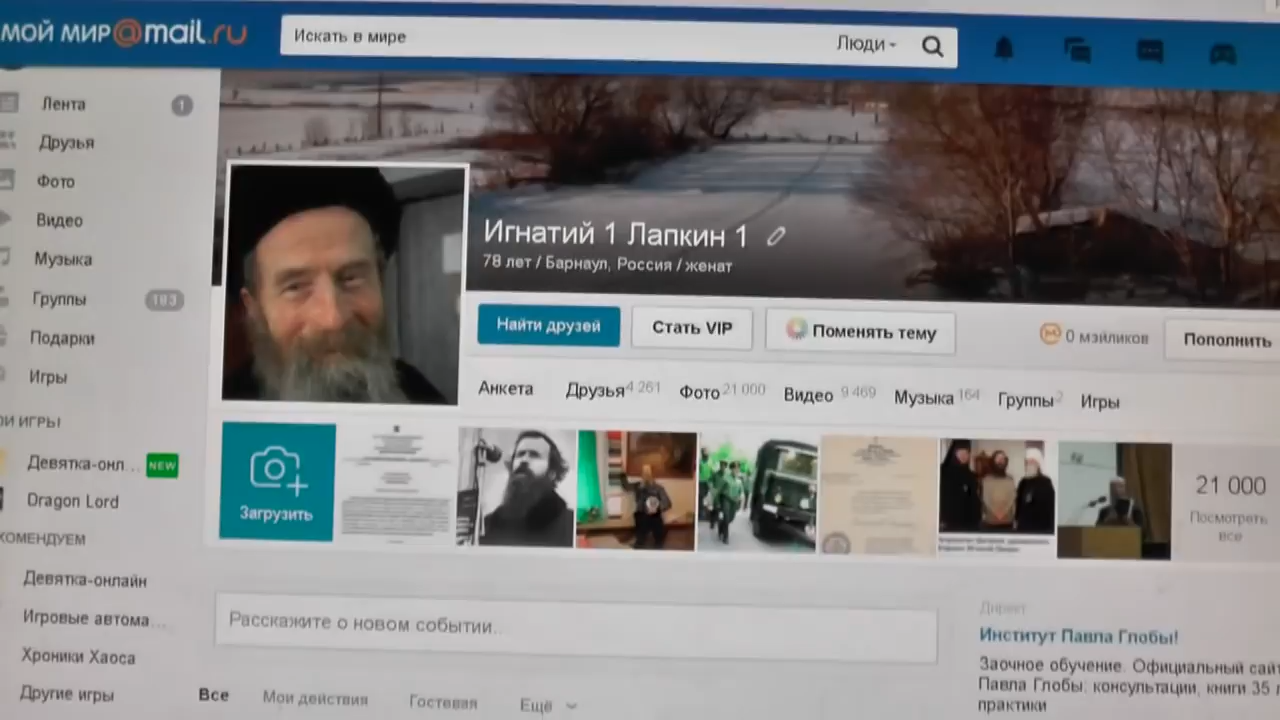 МОЙ МИР@mail.ru
Искать в мире
Люди
Лента 1
Друзья
Фото
Видео
Музыка
Группы 193
Подарки
Игры
ИГРЫ
Девятка-онл... NEW
Dragon Lord
КОМЕНДУЕМ
Девятка-онлайн
Игровые автома...
Хроники Хаоса
Другие игры
Игнатий 1 Лапкин 1
78 лет / Барнаул, Россия / женат
Найти друзей
Стать VIP
Поменять тему
0 мэйликов
Пополнить
Анкета Друзья 4 261 Фото 21 000 Видео 9 469 Музыка 164 Группы 2 Игры
Загрузить
21 000
Посмотреть
все
Расскажите о новом событии..
Все Мои действия Гостевая Ещё
Директ
Институт Павла Глобы!
Заочное обучение. Официальный сайт
Павла Глобы: консультации, книги 35 л
практики